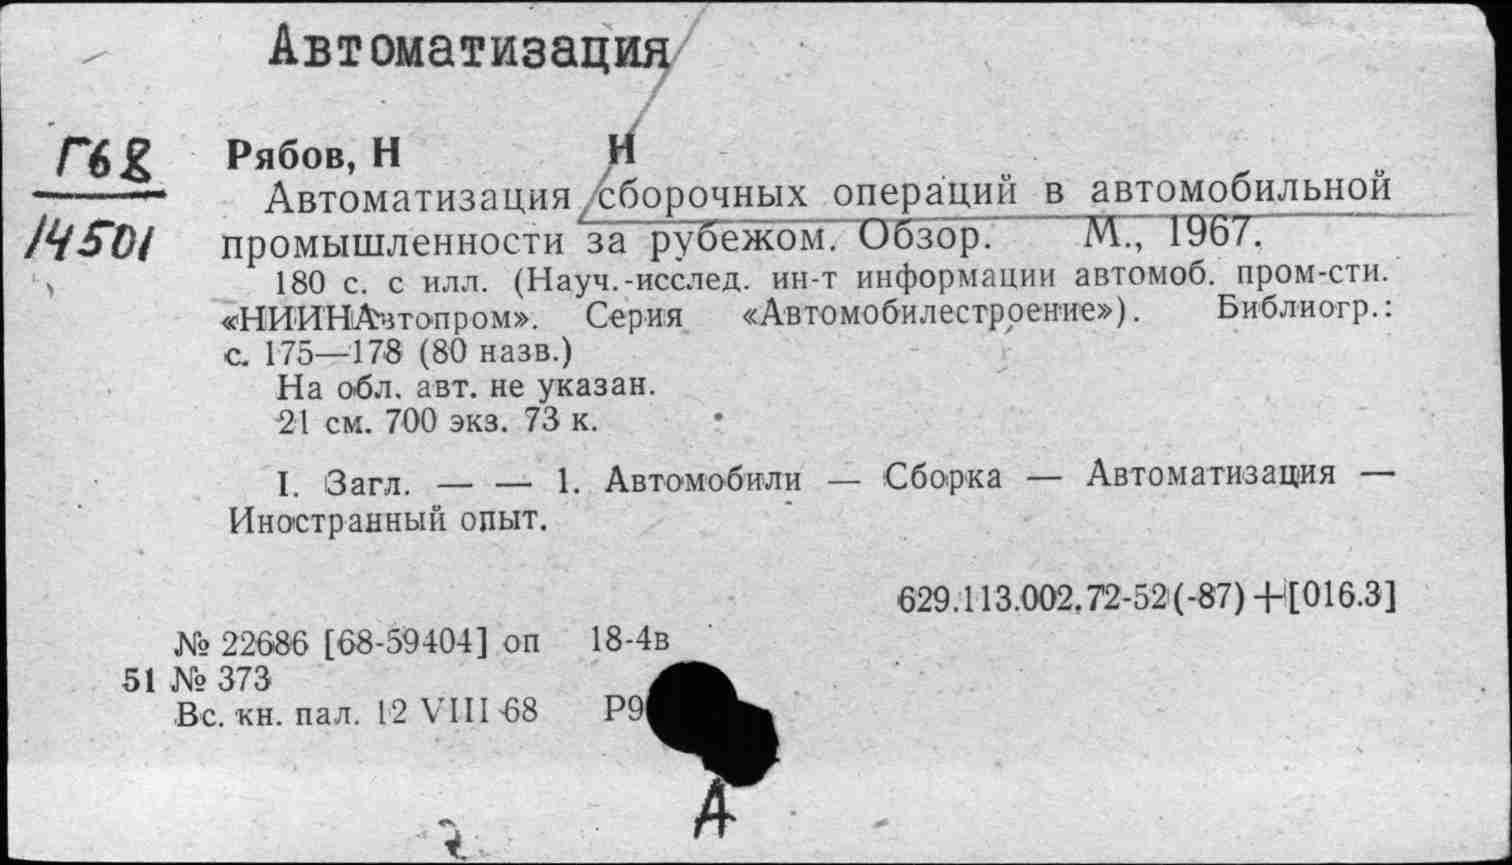 Автоматизация
Г68
14501
Рябов, Н Н
Автоматизация сборочных операций в автомобильной
промышленности за рубежом. Обзор. М., 1967.
180 с. с илл. (Науч.-исслед. ин-т информации автомоб. пром-сти.
«НИИНАвтопром». Серия «Автомобилестроение»). Библиогр.:
с. 175—178 (80 назв.)
На обл. авт. не указан.
21 см. 700 экз. 73 к.
I. Загл. — — 1. Автомобили — Сборка — Автоматизация —
Иностранный опыт.
629.113.002.72-52(-87)+[016.3]
№ 22686 [68-59404] оп 18-4в
51 № 373
Вс. кн. пал. 12 VIII 68 Р9
А